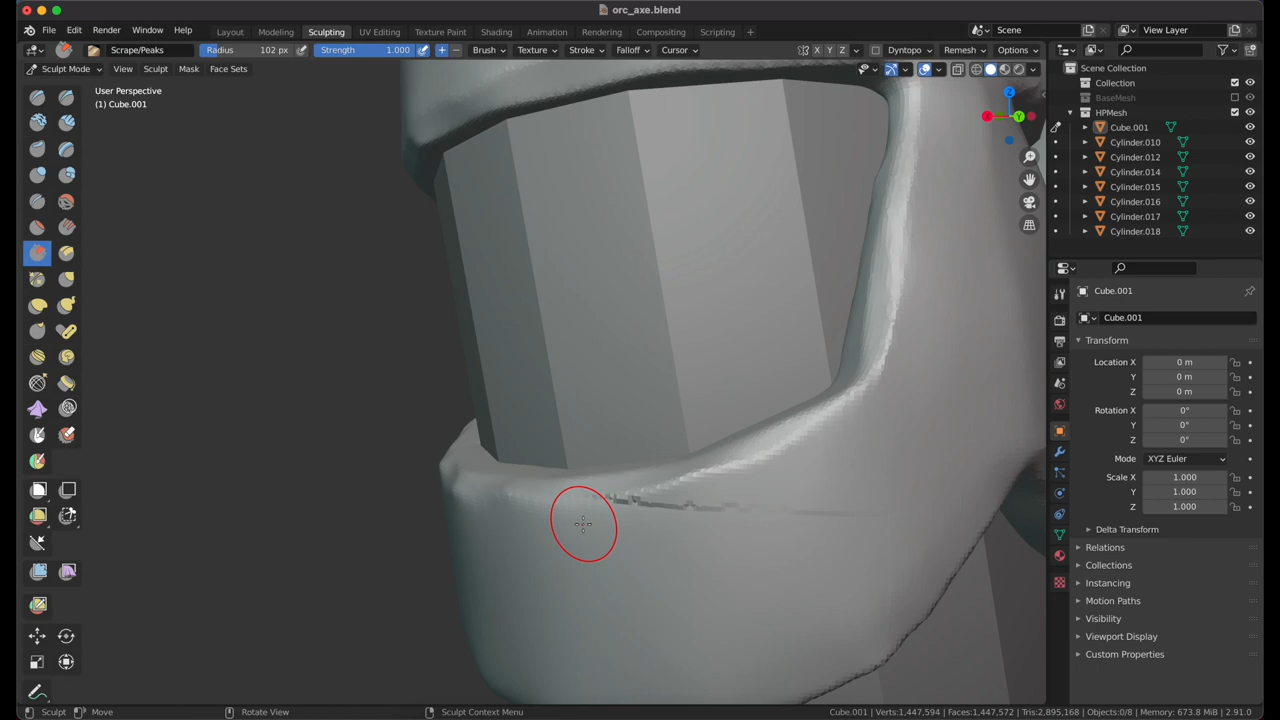 orc_axe.blend
File Edit Render Window Help Layout Modeling Sculpting UV Editing Texture Paint Shading Animation Rendering Compositing Scripting Scene View Layer
Scrape/Peaks Radius 102 px Strength 1.000 Brush Texture Stroke Falloff Cursor X Y Z Dyntopo Remesh Options
Sculpt Mode View Sculpt Mask Face Sets
User Perspective
(1) Cube.001
Z
X
Y
Scene Collection
Collection
BaseMesh
HPMesh
Cube.001
Cylinder.010
Cylinder.012
Cylinder.014
Cylinder.015
Cylinder.016
Cylinder.017
Cylinder.018
Cube.001
Cube.001
Transform
Location X 0 m
Y 0 m
Z 0 m
Rotation X 0°
Y 0°
Z 0°
Mode XYZ Euler
Scale X 1.000
Y 1.000
Z 1.000
Delta Transform
Relations
Collections
Instancing
Motion Paths
Visibility
Viewport Display
Custom Properties
Sculpt Move Rotate View Sculpt Context Menu Cube.001 | Verts:1,447,594 | Faces:1,447,572 | Tris:2,895,168 | Objects:0/8 | Memory: 673.8 MiB | 2.91.0